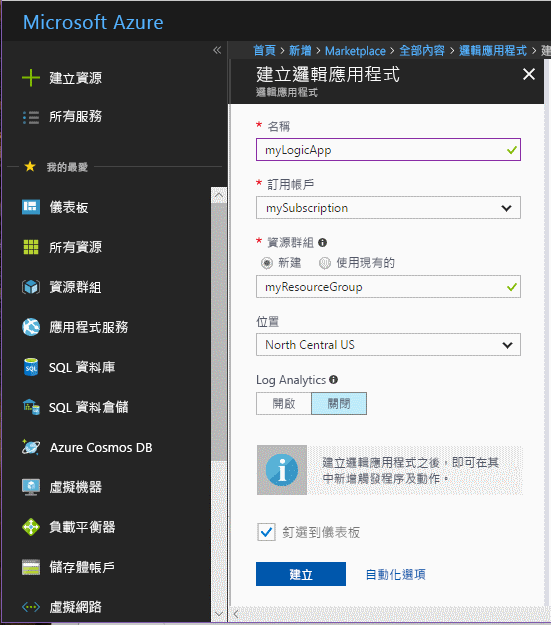 Microsoft Azure
首頁 > 新增 > Marketplace > 全部內容 > 邏輯應用程式 > 建
建立資源
所有服務
我的最愛
儀表板
所有資源
資源群組
應用程式服務
SQL 資料庫
SQL 資料倉儲
Azure Cosmos DB
虛擬機器
負載平衡器
儲存體帳戶
虛擬網路
建立邏輯應用程式
邏輯應用程式
* 名稱
myLogicApp
* 訂用帳戶
mySubscription
* 資源群組
新建 使用現有的
myResourceGroup
位置
North Central US
Log Analytics
開啟 關閉
建立邏輯應用程式之後，即可在其
中新增觸發程序及動作。
釘選到儀表板
建立 自動化選項